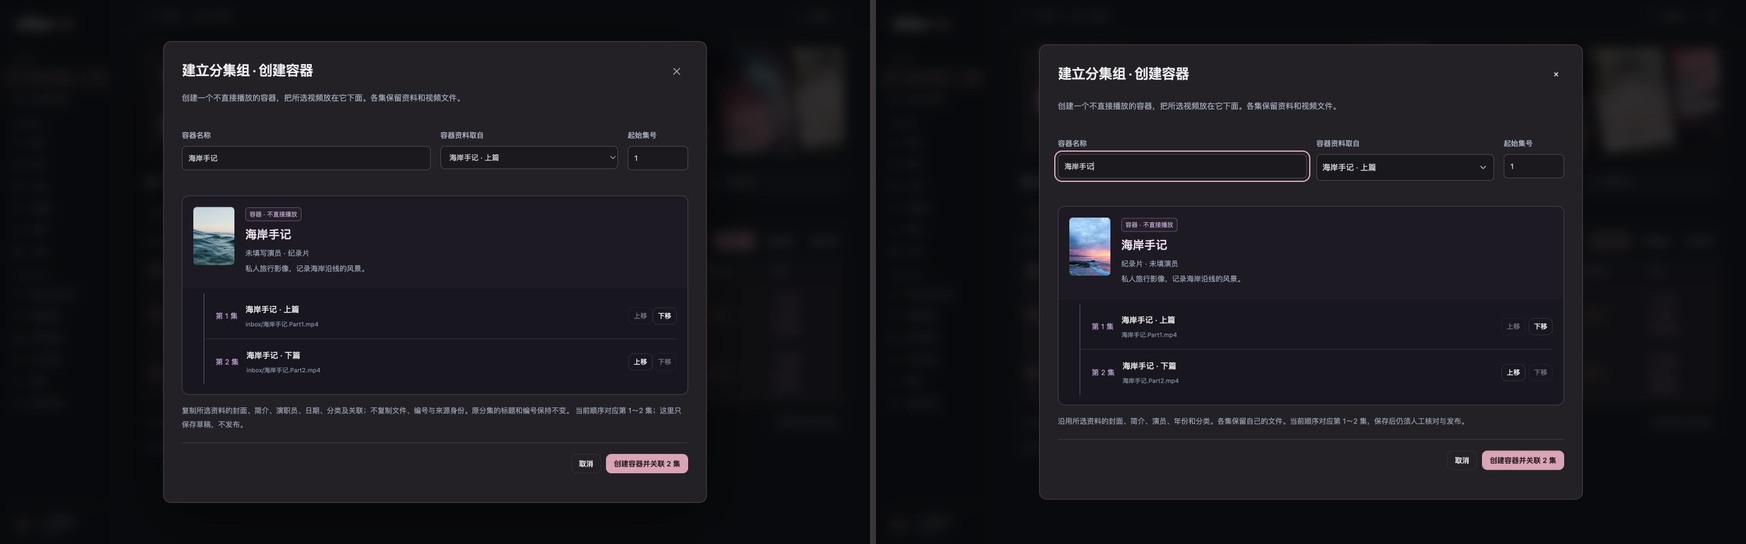 建立分集组 · 创建容器
创建一个不直接播放的容器，把所选视频放在它下面。各集保留资料和视频文件。
容器名称
容器资料取自
起始集号
海岸手记
海岸手记 · 上篇
1
容器 · 不直接播放
海岸手记
未填写演员 · 纪录片
私人旅行影像，记录海岸沿线的风景。
第 1 集
海岸手记 · 上篇
inbox/海岸手记.Part1.mp4
上移
下移
第 2 集
海岸手记 · 下篇
inbox/海岸手记.Part2.mp4
上移
下移
复制所选资料的封面、简介、演职员、日期、分类及关联；不复制文件、编号与来源身份。原分集的标题和编号保持不变。 当前顺序对应第 1～2 集；这里只
保存草稿，不发布。
取消
创建容器并关联 2 集
建立分集组 · 创建容器
创建一个不直接播放的容器，把所选视频放在它下面。各集保留资料和视频文件。
容器名称
容器资料取自
起始集号
海岸手记
海岸手记 · 上篇
1
容器 · 不直接播放
海岸手记
纪录片 · 未填演员
私人旅行影像，记录海岸沿线的风景。
第 1 集
海岸手记 · 上篇
海岸手记.Part1.mp4
上移
下移
第 2 集
海岸手记 · 下篇
海岸手记.Part2.mp4
上移
下移
沿用所选资料的封面、简介、演员、年份和分类。各集保留自己的文件。当前顺序对应第 1～2 集，保存后仍须人工核对与发布。
取消
创建容器并关联 2 集